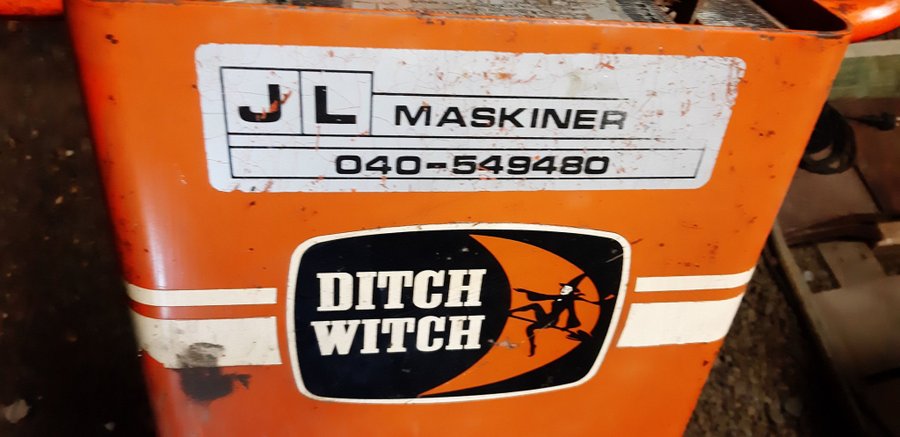 JL MASKINER
040-549480
DITCH
WITCH